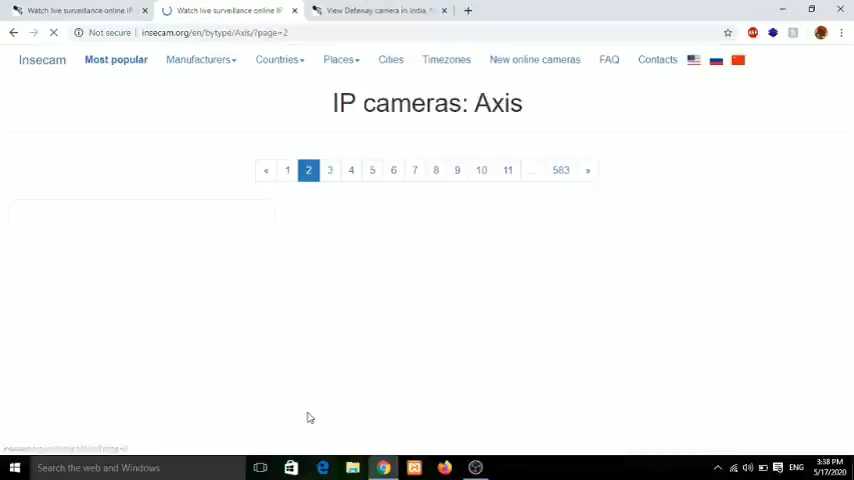 Watch live surveillance online IP
Watch live surveillance online IP
View Defeway camera in India, N
Not secure | insecam.org/en/bytype/Axis/?page=2
Insecam Most popular Manufacturers Countries Places Cities Timezones New online cameras FAQ Contacts
IP cameras: Axis
« 1 2 3 4 5 6 7 8 9 10 11 ... 583 »
Search the web and Windows
ENG
3:38 PM
5/17/2020